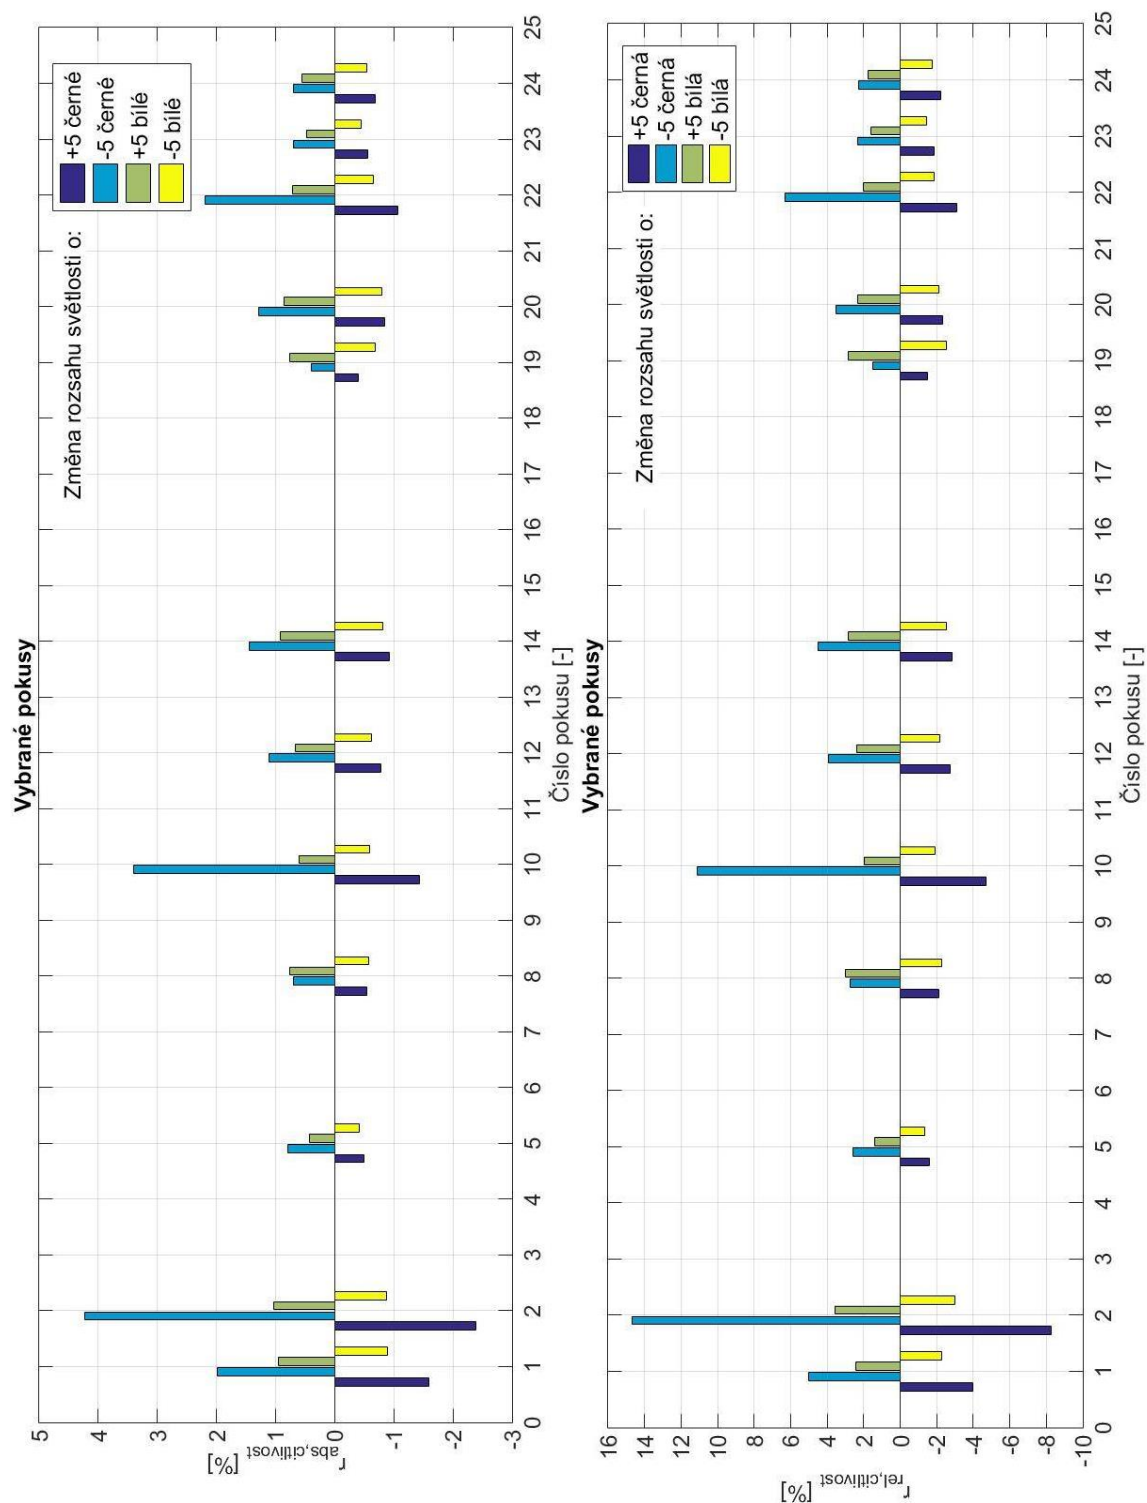 Vybrané pokusy
5
4
3
2
1
0
-1
-2
-3
r_abs,citlivost [%]
Změna rozsahu světlosti o:
+5 černé
-5 černé
+5 bílé
-5 bílé
0 1 2 3 4 5 6 7 8 9 10 11 12 13 14 15 16 17 18 19 20 21 22 23 24 25
Číslo pokusu [-]
Vybrané pokusy
16
14
12
10
8
6
4
2
0
-2
-4
-6
-8
-10
r_rel,citlivost [%]
Změna rozsahu světlosti o:
+5 černá
-5 černá
+5 bílá
-5 bílá
0 1 2 3 4 5 6 7 8 9 10 11 12 13 14 15 16 17 18 19 20 21 22 23 24 25
Číslo pokusu [-]